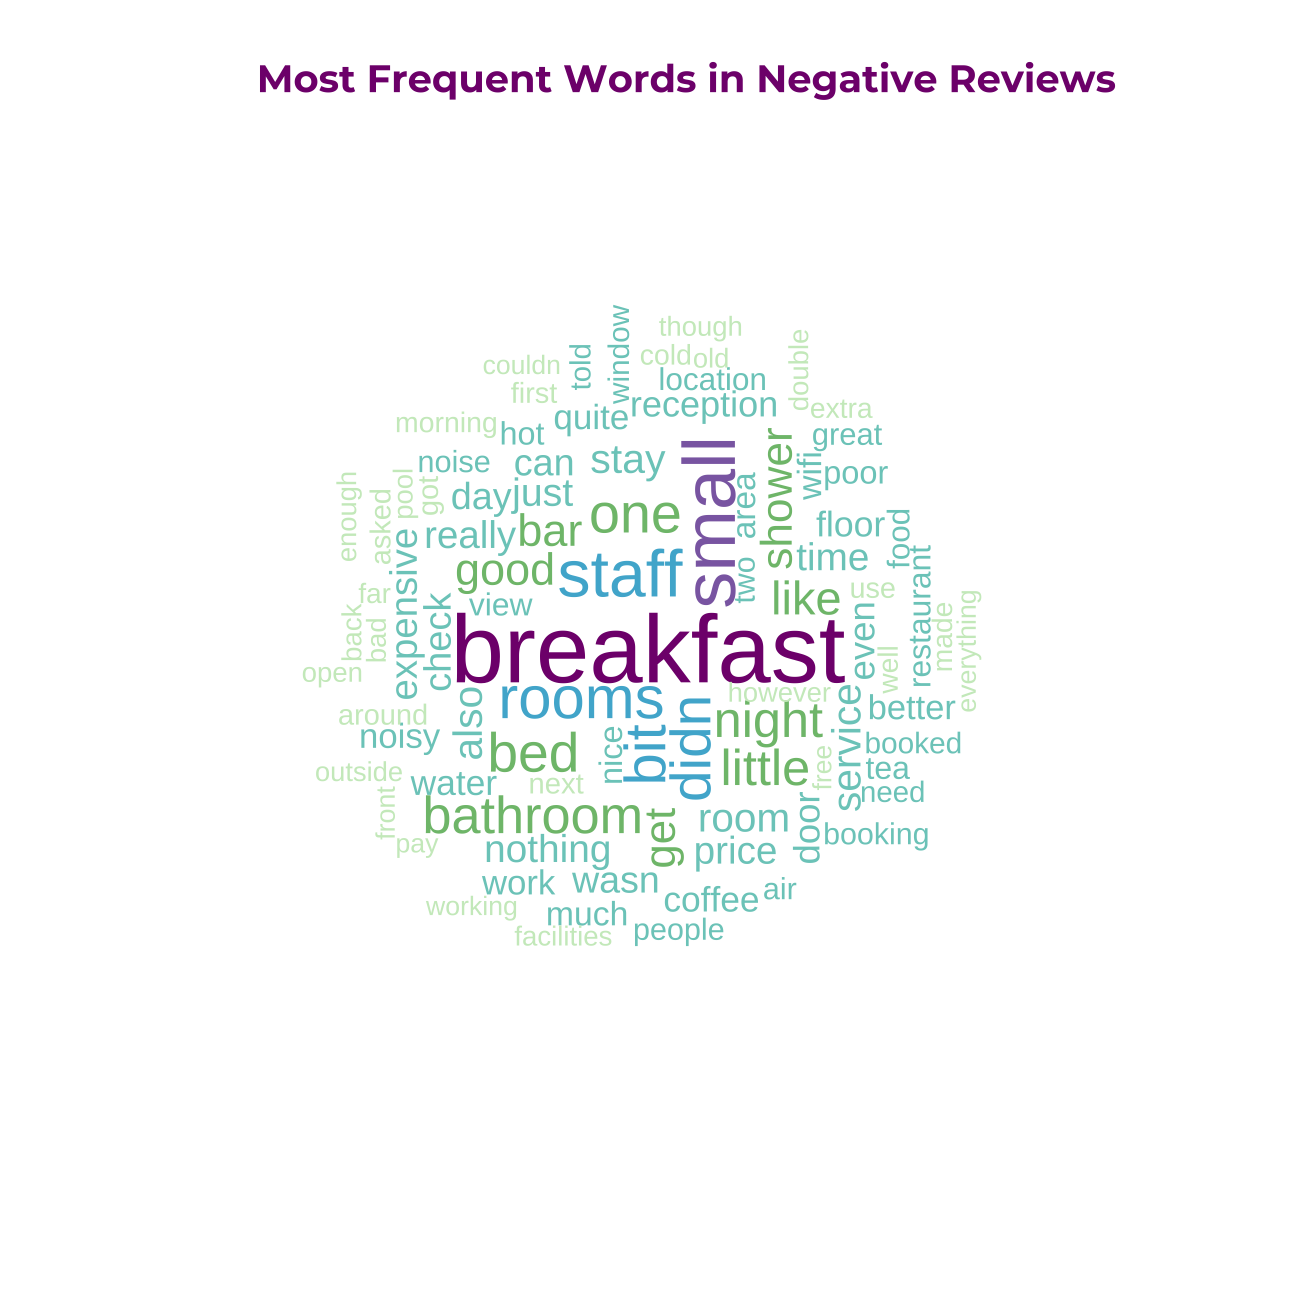 Most Frequent Words in Negative Reviews
though
window
couldn
told
cold
old
double
location
first
reception
extra
morning
quite
hot
great
noise
can
stay
small
shower
wifi
poor
enough
asked
pool
got
day
just
one
area
floor
food
really
bar
time
expensive
good
staff
two
restaurant
far
view
like
use
back
bad
check
breakfast
even
made
everything
open
well
rooms
however
around
also
night
service
better
noisy
nice
bit
didn
booked
bed
little
free
tea
outside
water
next
need
front
bathroom
get
room
door
booking
pay
nothing
price
work
wasn
air
coffee
working
much
people
facilities